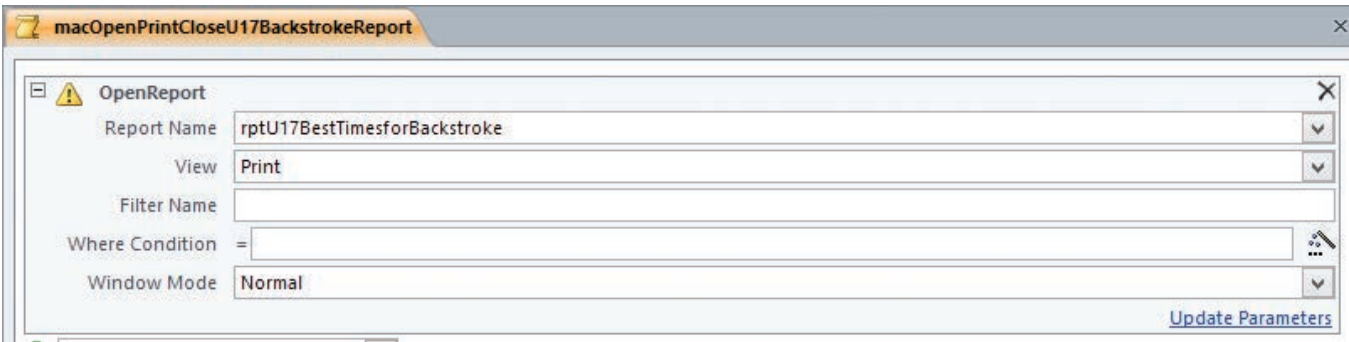 macOpenPrintCloseU17BackstrokeReport
OpenReport
Report Name rptU17BestTimesforBackstroke
View Print
Filter Name
Where Condition =
Window Mode Normal
Update Parameters